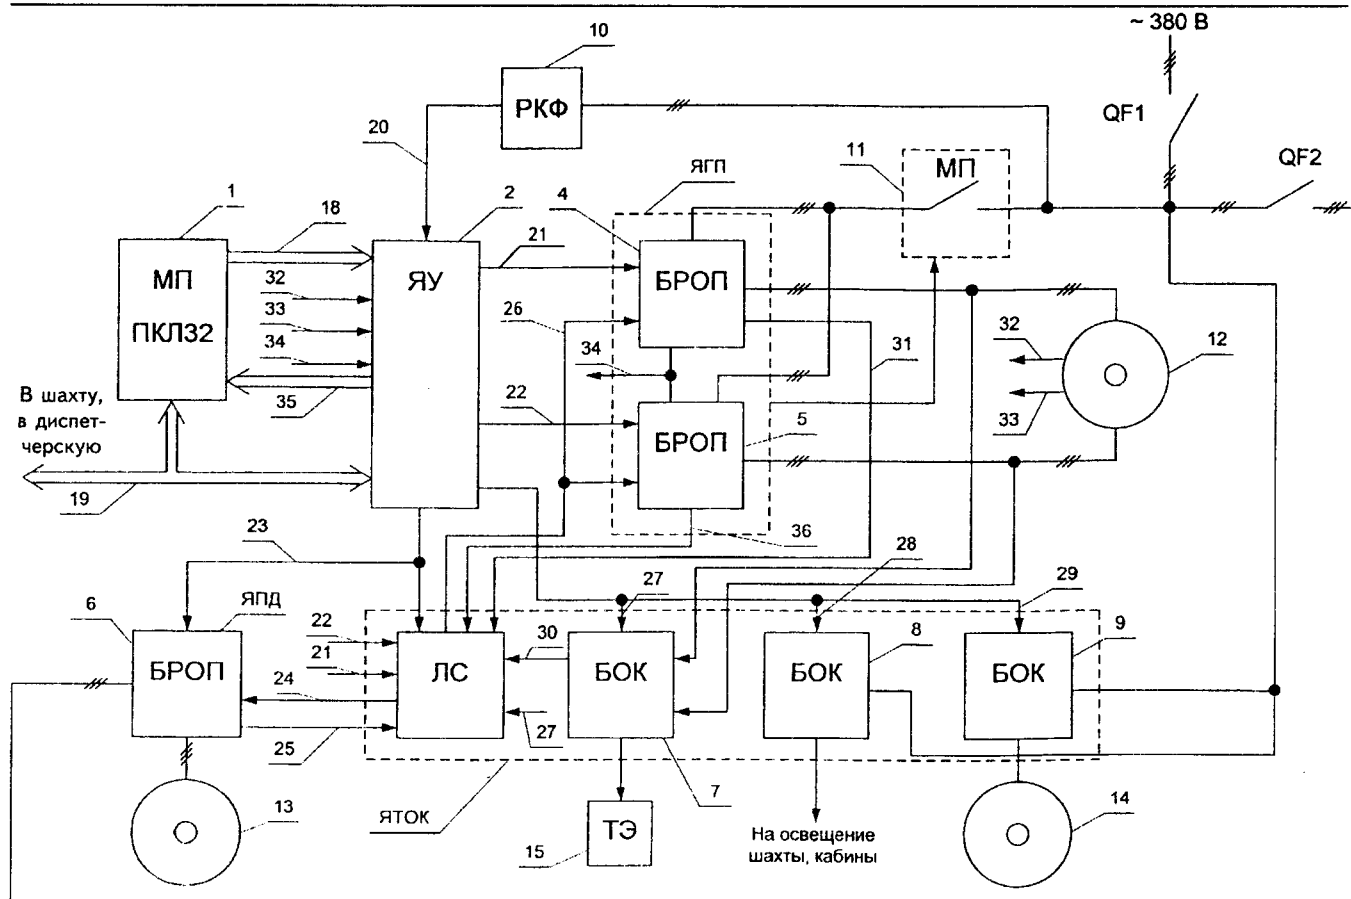 ~ 380 В
10
РКФ
QF1
20
11
МП
QF2
ЯГП
1
18
2
4
21
МП
ПКЛ32
ЯУ
БРОП
32
33
34
26
34
31
32
12
33
35
22
В шахту,
в диспет-
черскую
БРОП
5
19
23
36
28
27
29
6
ЯПД
22
8
9
БРОП
21
ЛС
30
БОК
БОК
БОК
24
25
27
13
ЯТОК
7
14
ТЭ
15
На освещение
шахты, кабины